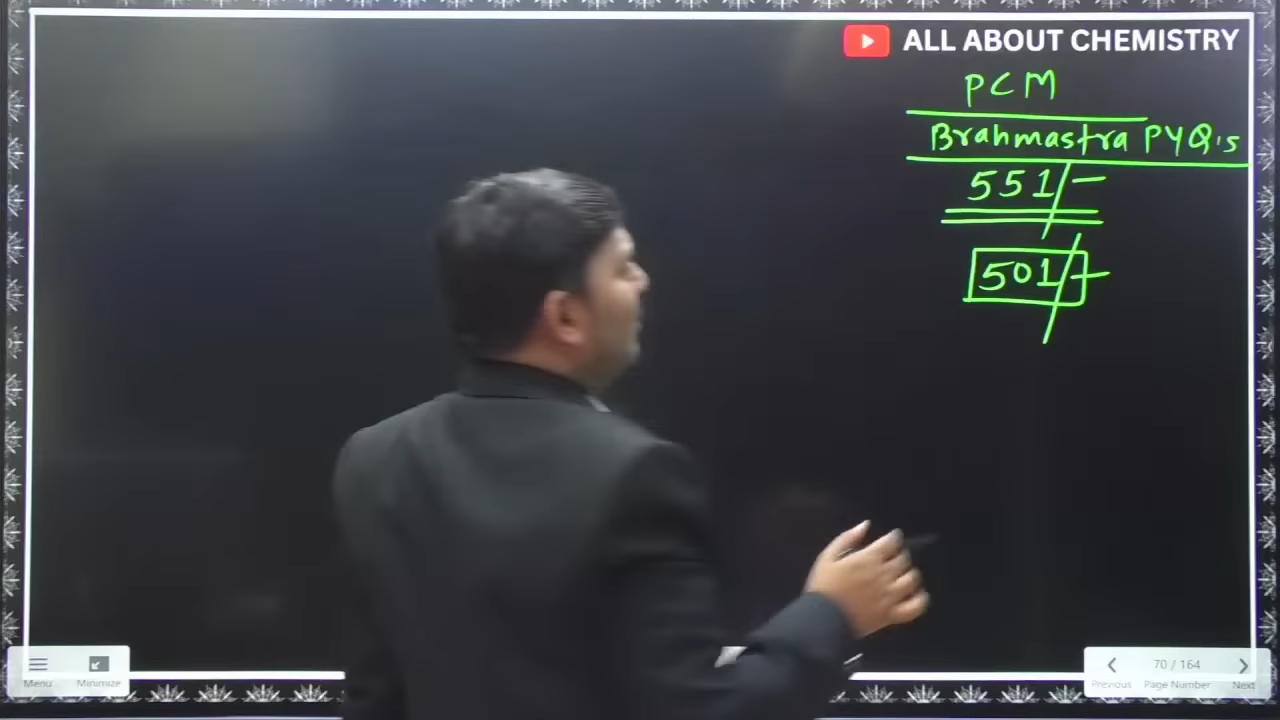 ALL ABOUT CHEMISTRY
PCM
Brahmastra PYQ's
551/-
501/-
Menu
Minimize
70 / 164
Previous
Page Number
Next